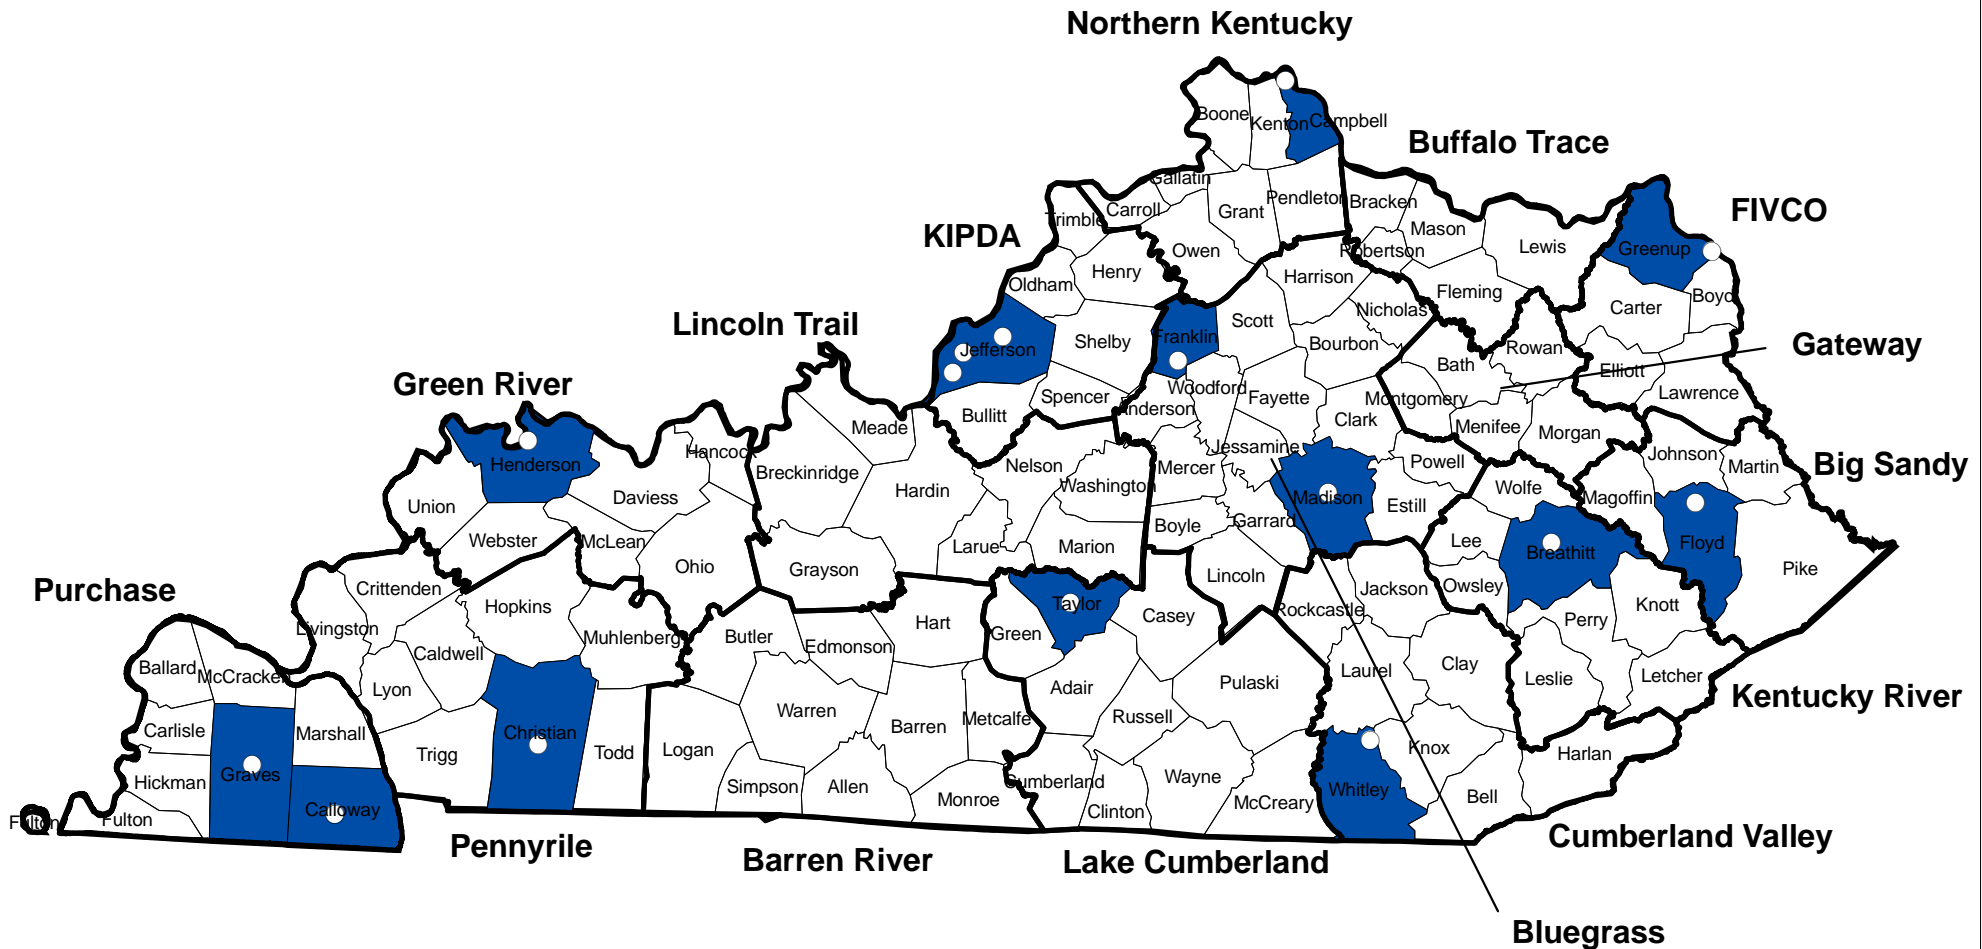 Northern Kentucky
Boone
Kenton
Campbell
Buffalo Trace
Gallatin
Carroll
Trimble
Grant
Pendleton
Bracken
Mason
Lewis
Robertson
Fleming
FIVCO
Greenup
Carter
Boyd
KIPDA
Owen
Henry
Oldham
Harrison
Nicholas
Scott
Franklin
Bourbon
Jefferson
Shelby
Spencer
Bullitt
Woodford
Anderson
Fayette
Clark
Bath
Rowan
Montgomery
Menifee
Morgan
Elliott
Lawrence
Gateway
Lincoln Trail
Green River
Meade
Hancoc
Breckinridge
Hardin
Nelson
Washington
Mercer
Jessamine
Madison
Powell
Estill
Wolfe
Magoffin
Johnson
Martin
Big Sandy
Henderson
Union
Daviess
Webster
McLean
Ohio
Grayson
Larue
Marion
Boyle
Garrard
Lincoln
Lee
Owsley
Breathitt
Floyd
Pike
Knott
Perry
Jackson
Rockcastle
Purchase
Crittenden
Hopkins
Livingston
Caldwell
Muhlenberg
Butler
Edmonson
Hart
Green
Taylor
Casey
Ballard
McCracken
Lyon
Adair
Pulaski
Laurel
Clay
Leslie
Letcher
Kentucky River
Carlisle
Marshall
Trigg
Christian
Todd
Logan
Warren
Barren
Metcalfe
Russell
Knox
Harlan
Hickman
Graves
Calloway
Simpson
Allen
Monroe
Cumberland
Clinton
Wayne
McCreary
Whitley
Bell
Fulton
Fulton
Pennyrile
Barren River
Lake Cumberland
Cumberland Valley
Bluegrass